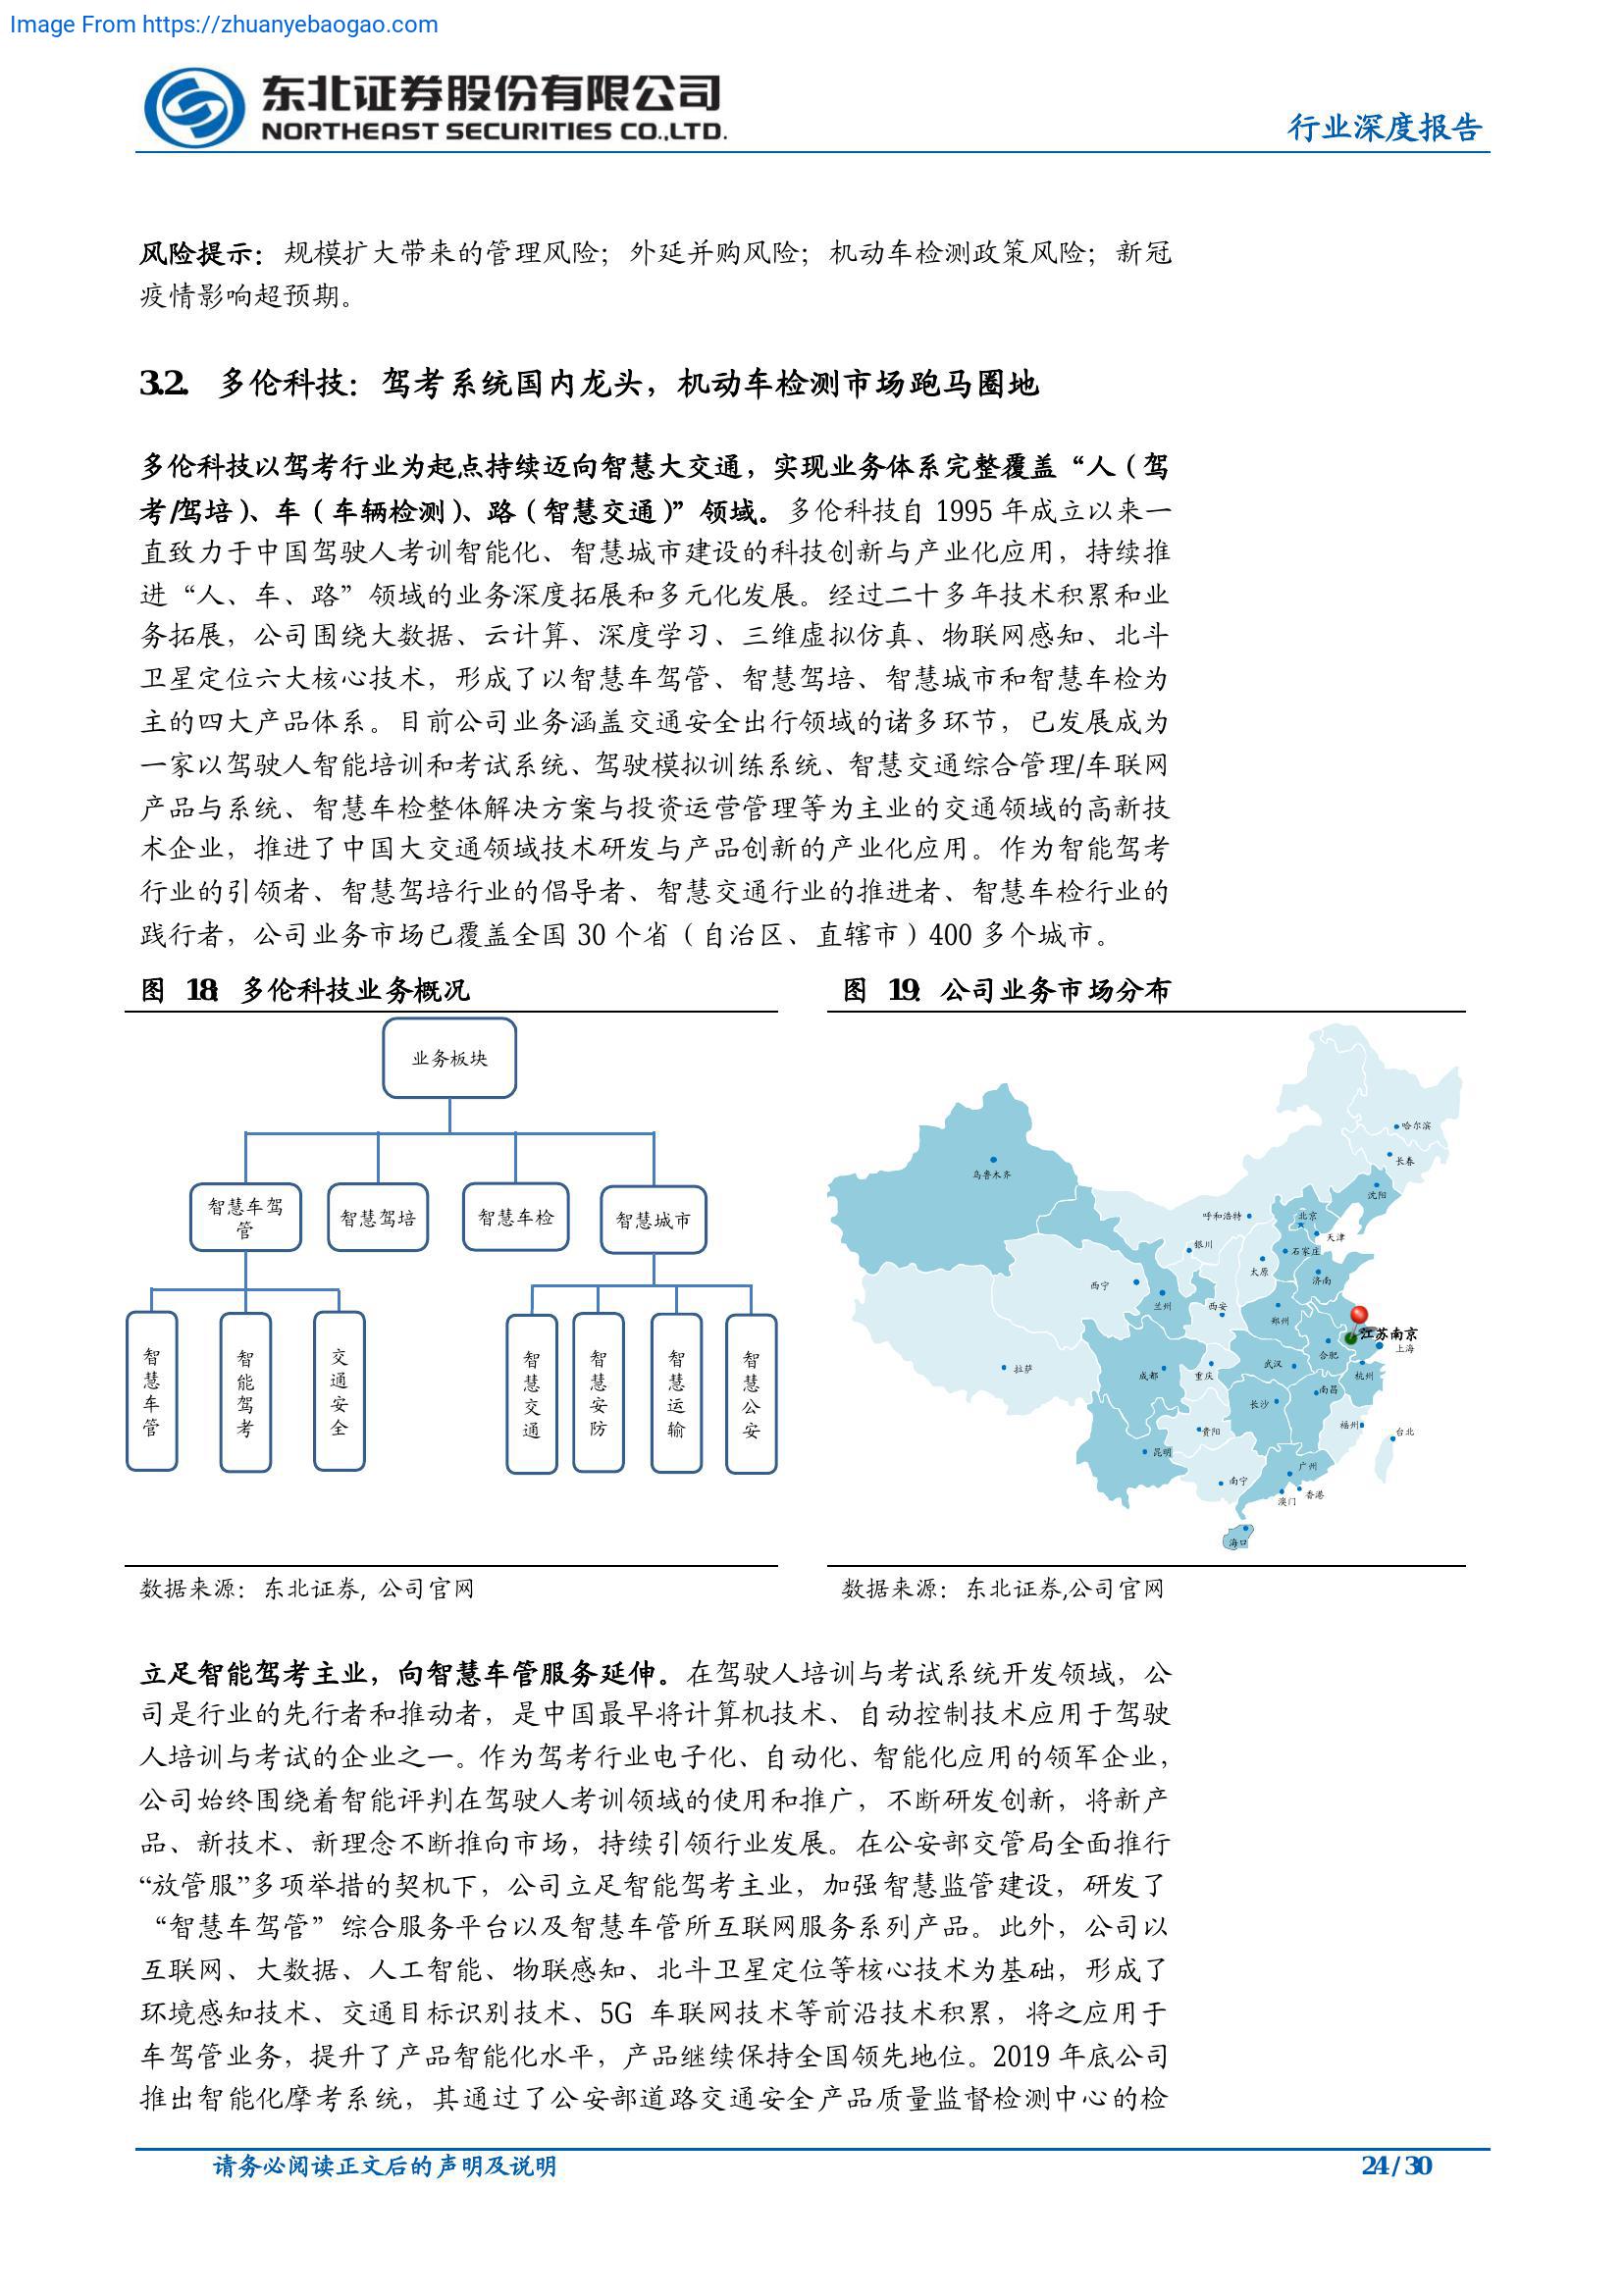 Image From https://zhuanyebaogao.com
东北证券股份有限公司
NORTHEAST SECURITIES CO.,LTD.
行业深度报告
风险提示：规模扩大带来的管理风险；外延并购风险；机动车检测政策风险；新冠
疫情影响超预期。
3.2. 多伦科技：驾考系统国内龙头，机动车检测市场跑马圈地
多伦科技以驾考行业为起点持续迈向智慧大交通，实现业务体系完整覆盖“人（驾
考/驾培）、车（车辆检测）、路（智慧交通）”领域。多伦科技自 1995 年成立以来一
直致力于中国驾驶人考训智能化、智慧城市建设的科技创新与产业化应用，持续推
进“人、车、路”领域的业务深度拓展和多元化发展。经过二十多年技术积累和业
务拓展，公司围绕大数据、云计算、深度学习、三维虚拟仿真、物联网感知、北斗
卫星定位六大核心技术，形成了以智慧车驾管、智慧驾培、智慧城市和智慧车检为
主的四大产品体系。目前公司业务涵盖交通安全出行领域的诸多环节，已发展成为
一家以驾驶人智能培训和考试系统、驾驶模拟训练系统、智慧交通综合管理/车联网
产品与系统、智慧车检整体解决方案与投资运营管理等为主业的交通领域的高新技
术企业，推进了中国大交通领域技术研发与产品创新的产业化应用。作为智能驾考
行业的引领者、智慧驾培行业的倡导者、智慧交通行业的推进者、智慧车检行业的
践行者，公司业务市场已覆盖全国 30 个省（自治区、直辖市）400 多个城市。
图 18：多伦科技业务概况
业务板块
智慧车驾
管
智慧驾培
智慧车检
智慧城市
智慧车管
智能驾考
交通安全
智慧交通
智慧安防
智慧运输
智慧公安
数据来源：东北证券, 公司官网
图 19：公司业务市场分布
哈尔滨
长春
沈阳
乌鲁木齐
呼和浩特
北京
天津
银川
石家庄
太原
济南
西宁
兰州
西安
郑州
江苏南京
上海
合肥
拉萨
成都
重庆
武汉
杭州
南昌
长沙
福州
台北
贵阳
昆明
广州
南宁
香港
澳门
海口
数据来源：东北证券,公司官网
立足智能驾考主业，向智慧车管服务延伸。在驾驶人培训与考试系统开发领域，公
司是行业的先行者和推动者，是中国最早将计算机技术、自动控制技术应用于驾驶
人培训与考试的企业之一。作为驾考行业电子化、自动化、智能化应用的领军企业，
公司始终围绕着智能评判在驾驶人考训领域的使用和推广，不断研发创新，将新产
品、新技术、新理念不断推向市场，持续引领行业发展。在公安部交管局全面推行
“放管服”多项举措的契机下，公司立足智能驾考主业，加强智慧监管建设，研发了
“智慧车驾管”综合服务平台以及智慧车管所互联网服务系列产品。此外，公司以
互联网、大数据、人工智能、物联感知、北斗卫星定位等核心技术为基础，形成了
环境感知技术、交通目标识别技术、5G 车联网技术等前沿技术积累，将之应用于
车驾管业务，提升了产品智能化水平，产品继续保持全国领先地位。2019 年底公司
推出智能化摩考系统，其通过了公安部道路交通安全产品质量监督检测中心的检
请务必阅读正文后的声明及说明
24 / 30